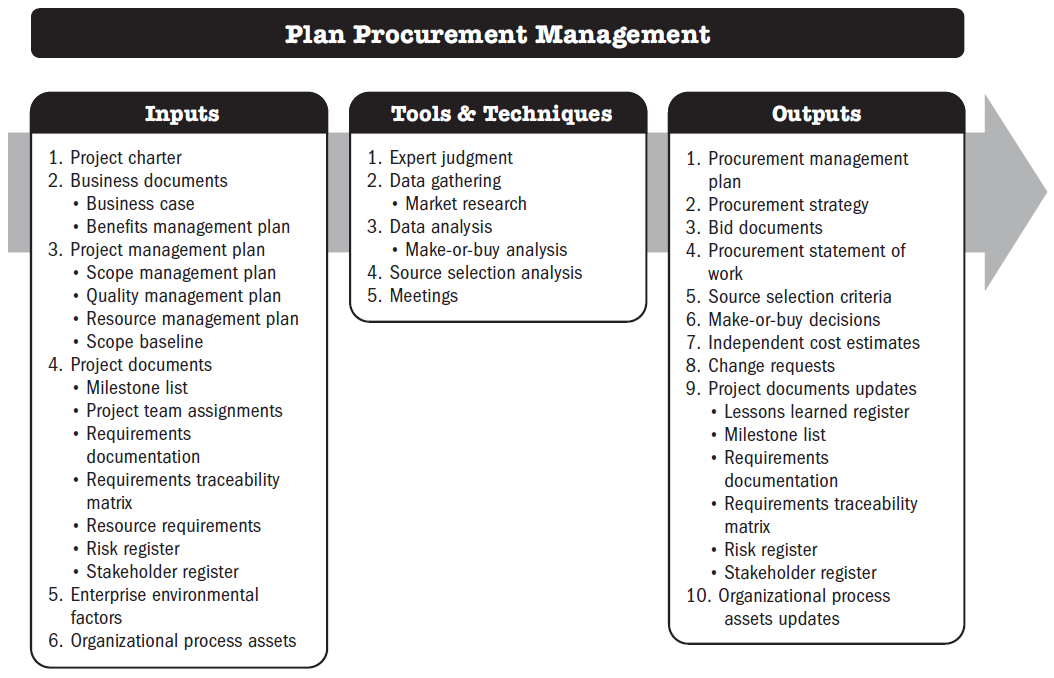 Plan Procurement Management
Inputs
1. Project charter
2. Business documents
• Business case
• Benefits management plan
3. Project management plan
• Scope management plan
• Quality management plan
• Resource management plan
• Scope baseline
4. Project documents
• Milestone list
• Project team assignments
• Requirements
documentation
• Requirements traceability
matrix
• Resource requirements
• Risk register
• Stakeholder register
5. Enterprise environmental
factors
6. Organizational process assets
Tools & Techniques
1. Expert judgment
2. Data gathering
• Market research
3. Data analysis
• Make-or-buy analysis
4. Source selection analysis
5. Meetings
Outputs
1. Procurement management
plan
2. Procurement strategy
3. Bid documents
4. Procurement statement of
work
5. Source selection criteria
6. Make-or-buy decisions
7. Independent cost estimates
8. Change requests
9. Project documents updates
• Lessons learned register
• Milestone list
• Requirements
documentation
• Requirements traceability
matrix
• Risk register
• Stakeholder register
10. Organizational process
assets updates